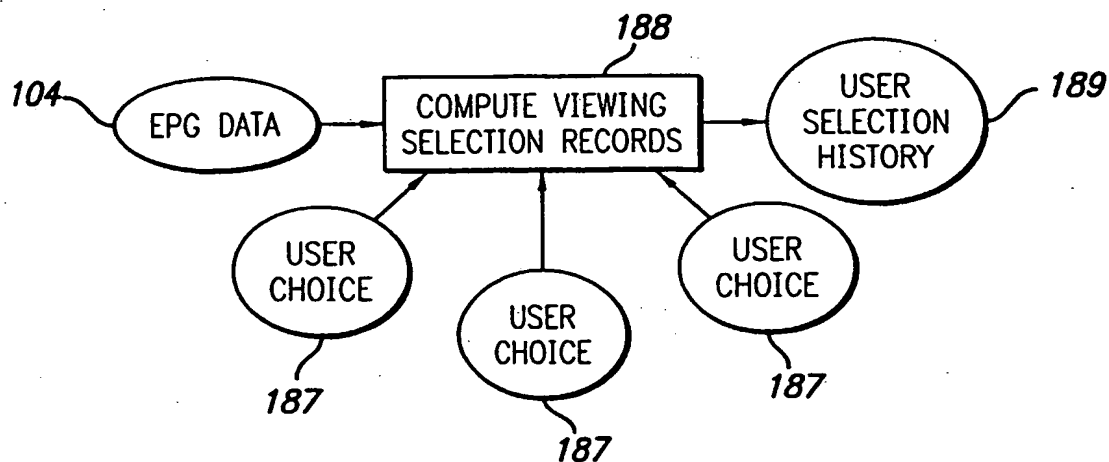 188
104
EPG DATA
COMPUTE VIEWING
SELECTION RECORDS
USER
SELECTION
HISTORY
189
USER
CHOICE
187
USER
CHOICE
187
USER
CHOICE
187